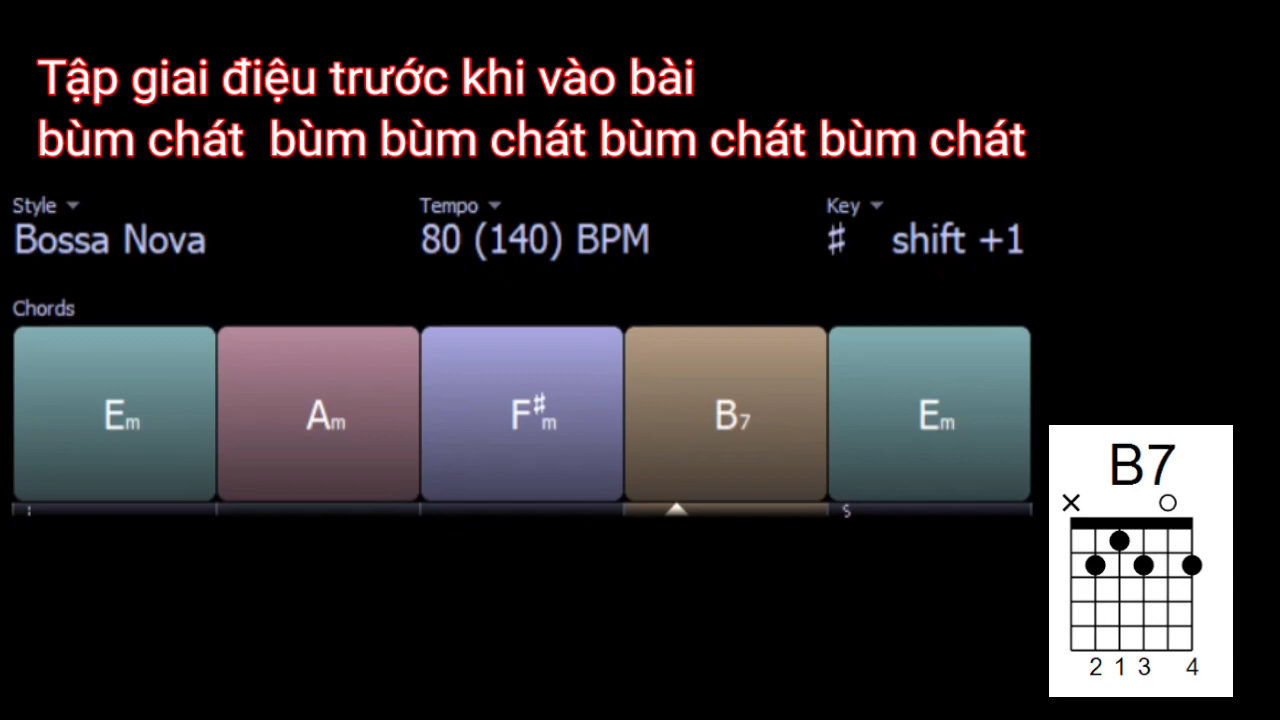 Tập giai điệu trước khi vào bài
bùm chát bùm bùm chát bùm chát bùm chát
Style Tempo Key
Bossa Nova 80 (140) BPM ♯ shift +1
Chords
Em Am F♯m B7 Em
S
B7
2 1 3 4